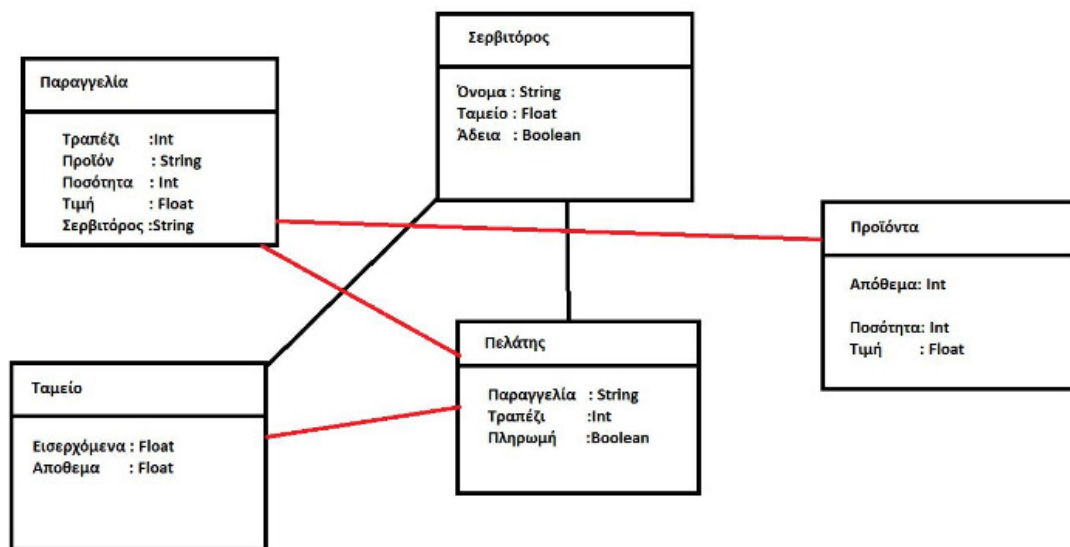 Σερβιτόρος
Όνομα : String
Ταμείο : Float
Άδεια : Boolean
Παραγγελία
Τραπέζι :Int
Προϊόν : String
Ποσότητα : Int
Τιμή : Float
Σερβιτόρος :String
Προϊόντα
Απόθεμα: Int
Ποσότητα: Int
Τιμή : Float
Πελάτης
Παραγγελία : String
Τραπέζι :Int
Πληρωμή :Boolean
Ταμείο
Εισερχόμενα : Float
Αποθεμα : Float